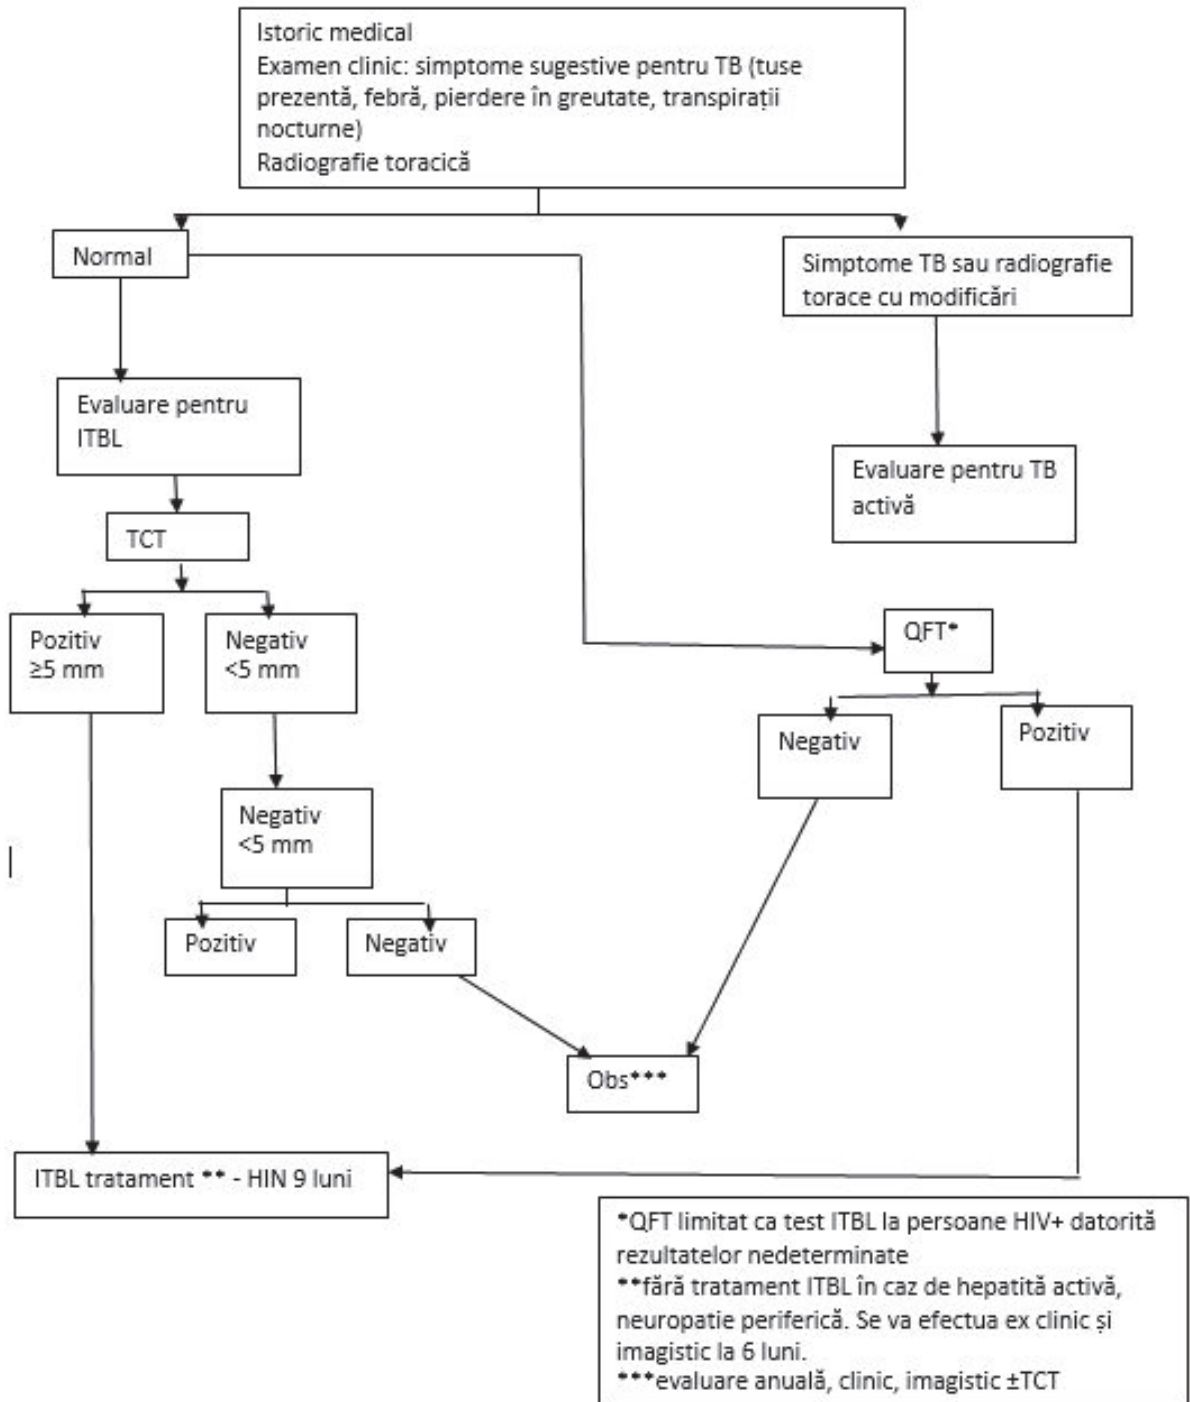 Istoric medical
Examen clinic: simptome sugestive pentru TB (tuse
prezentă, febră, pierdere în greutate, transpirații
nocturne)
Radiografie toracică
Normal
Simptome TB sau radiografie
torace cu modificări
Evaluare pentru
ITBL
Evaluare pentru TB
activă
TCT
Pozitiv
≥5 mm
Negativ
<5 mm
QFT*
Negativ
Pozitiv
Negativ
<5 mm
Pozitiv
Negativ
Obs***
ITBL tratament ** - HIN 9 luni
*QFT limitat ca test ITBL la persoane HIV+ datorită
rezultatelor nedeterminate
**fără tratament ITBL în caz de hepatită activă,
neuropatie periferică. Se va efectua ex clinic și
imagistic la 6 luni.
***evaluare anuală, clinic, imagistic ±TCT